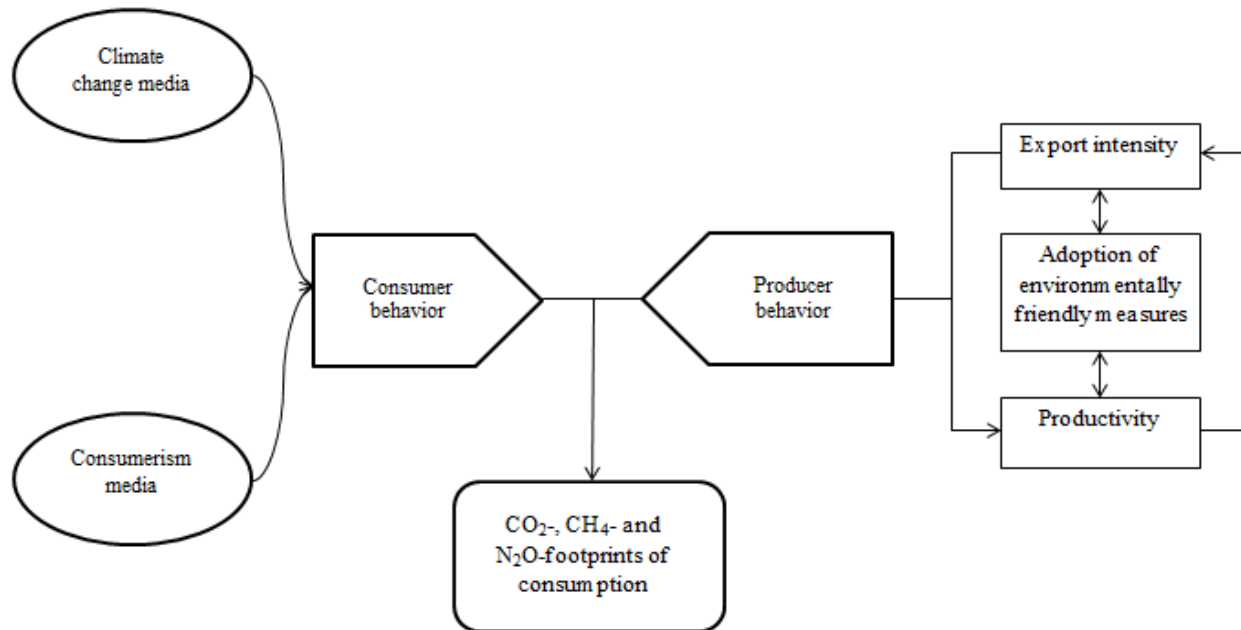 Climate
change media
Export intensity
Adoption of
environmentally
friendly measures
Consumer
behavior
Producer
behavior
Productivity
Consumerism
media
CO₂-, CH₄- and
N₂O-footprints of
consumption